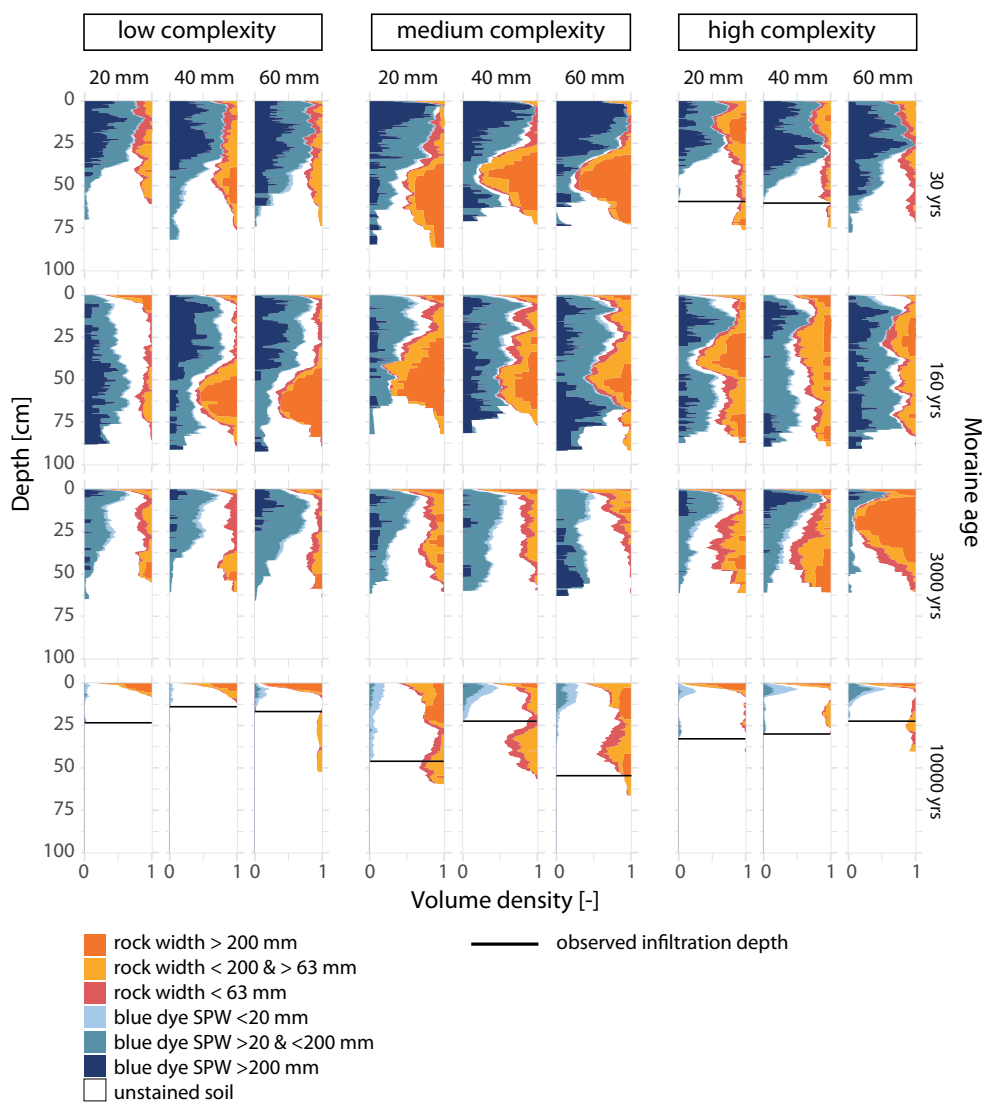 low complexity medium complexity high complexity
20 mm 40 mm 60 mm 20 mm 40 mm 60 mm 20 mm 40 mm 60 mm
0
25
50
75
100
30 yrs
0
25
50
75
100
160 yrs
0
25
50
75
100
3000 yrs
0
25
50
75
100
10000 yrs
Depth [cm]
Moraine age
0 1 0 1 0 1 0 1 0 1 0 1 0 1 0 1 0 1
Volume density [-]
rock width > 200 mm
rock width < 200 & > 63 mm
rock width < 63 mm
blue dye SPW <20 mm
blue dye SPW >20 & <200 mm
blue dye SPW >200 mm
unstained soil
observed infiltration depth